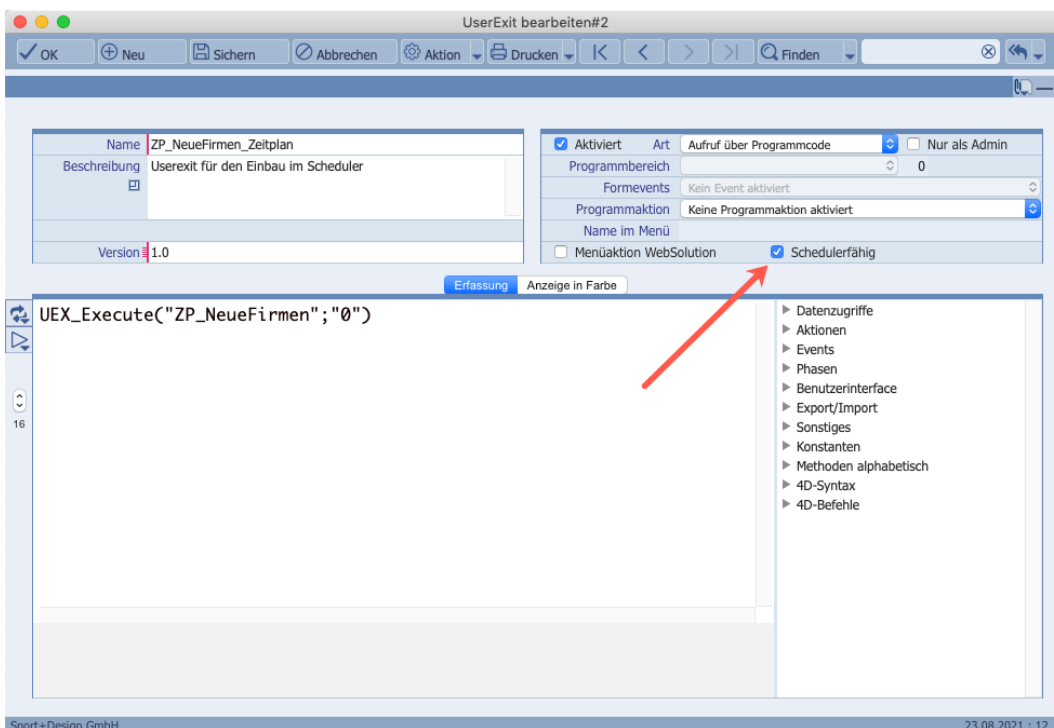 UserExit bearbeiten#2
OK Neu Sichern Abbrechen Aktion Drucken Finden
Name ZP_NeueFirmen_Zeitplan
Beschreibung Userexit für den Einbau im Scheduler
Version 1.0
Aktiviert Art Aufruf über Programmcode Nur als Admin
Programmbereich 0
Formevents Kein Event aktiviert
Programmaktion Keine Programmaktion aktiviert
Name im Menü
Menüaktion WebSolution Schedulerfähig
Erfassung Anzeige in Farbe
UEX_Execute("ZP_NeueFirmen";"0")
16
Datenzugriffe
Aktionen
Events
Phasen
Benutzerinterface
Export/Import
Sonstiges
Konstanten
Methoden alphabetisch
4D-Syntax
4D-Befehle
Sport+Design GmbH 23.08.2021 : 12